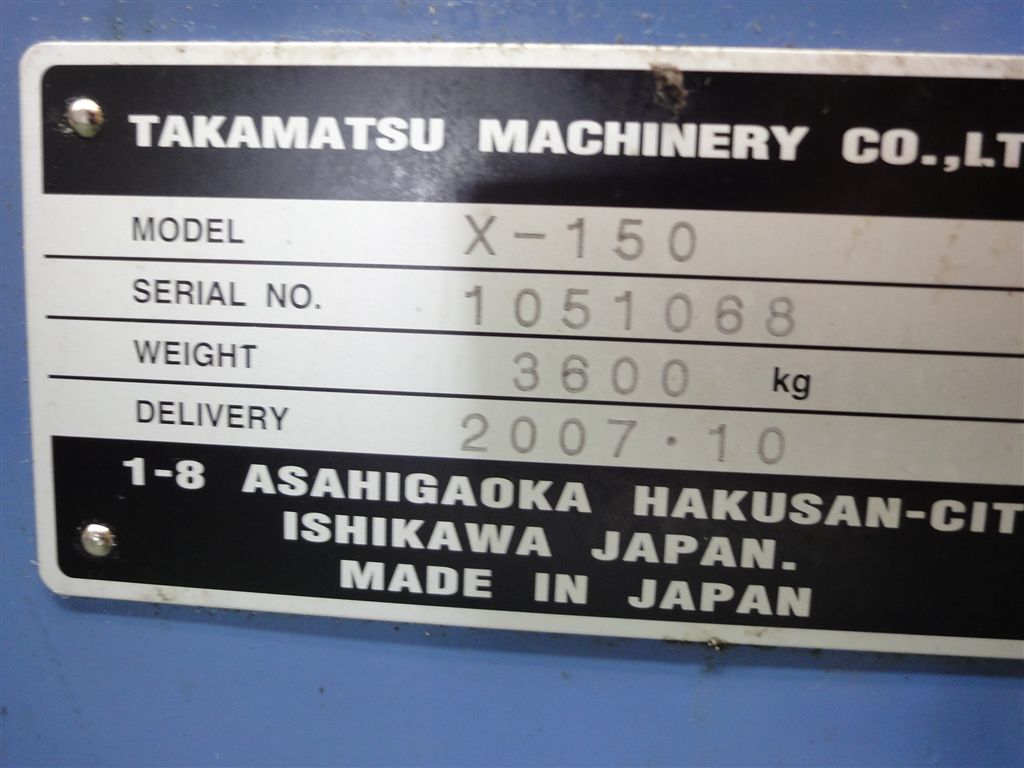 TAKAMATSU MACHINERY CO.,LT
MODEL X-150
SERIAL NO. 1051068
WEIGHT 3600 kg
DELIVERY 2007・10
1-8 ASAHIGAOKA HAKUSAN-CIT
ISHIKAWA JAPAN.
MADE IN JAPAN